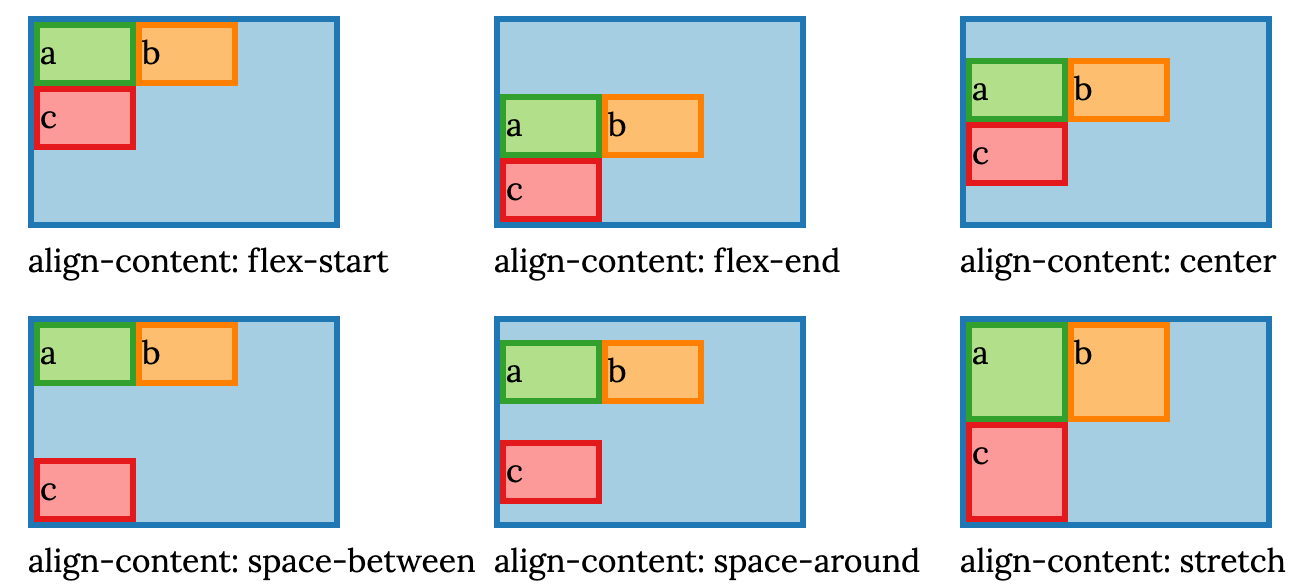 a b
c
align-content: flex-start
a b
c
align-content: flex-end
a b
c
align-content: center
a b
c
align-content: space-between
a b
c
align-content: space-around
a b
c
align-content: stretch